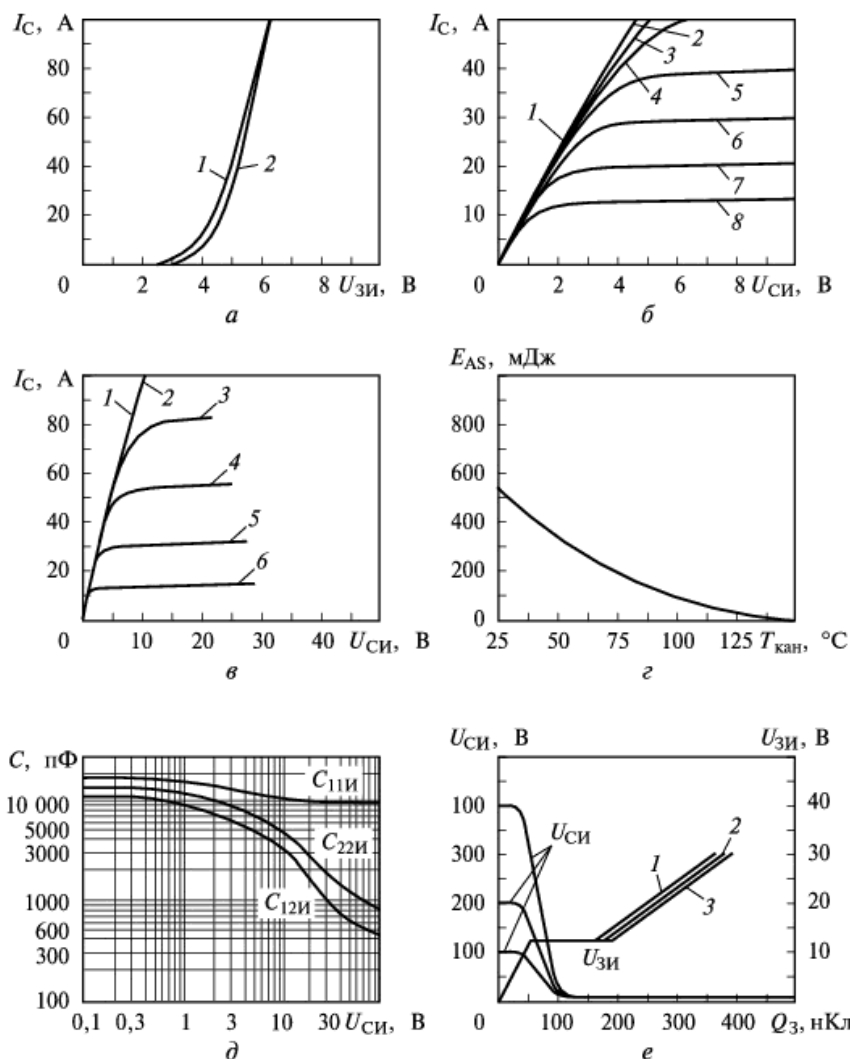 I_C, А
80
60
40
20
0
1
2
2 4 6 8 U_ЗИ, В
а
I_C, А
40
30
20
10
0
1
2
3
4
5
6
7
8
2 4 6 8 U_СИ, В
б
I_C, А
80
60
40
20
0
1
2
3
4
5
6
10 20 30 40 U_СИ, В
в
E_AS, мДж
800
600
400
200
0
25 50 75 100 125 T_кан, °C
г
C, пФ
10 000
5000
3000
1000
600
300
100
C_11И
C_22И
C_12И
0,1 0,3 1 3 10 30 U_СИ, В
д
U_СИ, В
U_ЗИ, В
100
300
200
100
40
30
20
10
U_СИ
1
2
3
U_ЗИ
0 100 200 300 400 Q_З, нКл
е